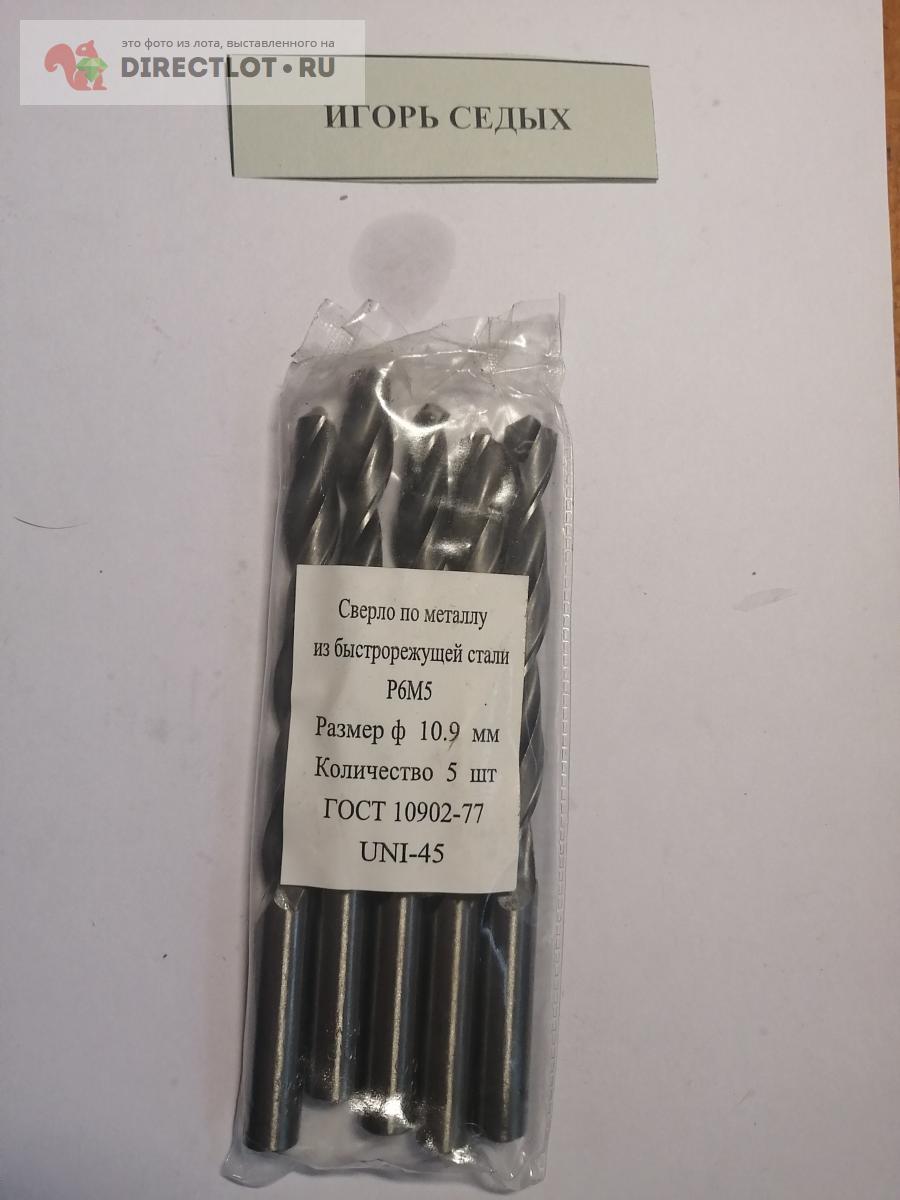 это фото из лота, выставленного на
DIRECTLOT.RU
ИГОРЬ СЕДЫХ
Сверло по металлу
из быстрорежущей стали
Р6М5
Размер ф 10.9 мм
Количество 5 шт
ГОСТ 10902-77
UNI-45